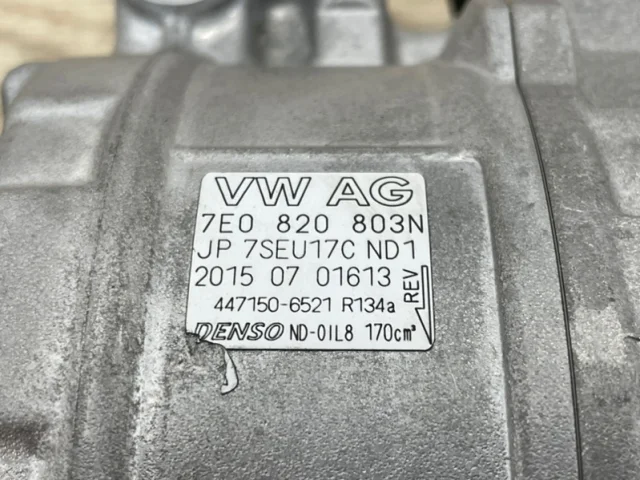 VW AG
7E0 820 803N
JP 7SEU17C ND1
2015 07 01613
REV
447150-6521 R134a
DENSO ND-OIL8 170cm³